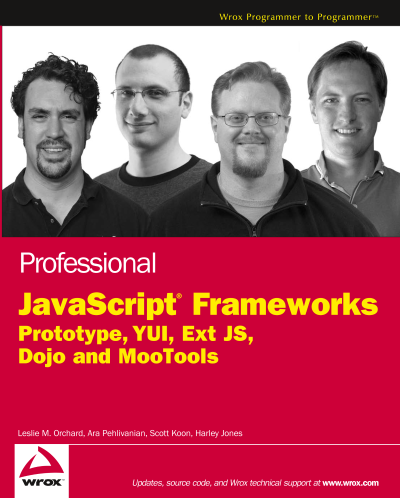 Wrox Programmer to Programmer™
Professional
JavaScript® Frameworks
Prototype, YUI, Ext JS,
Dojo and MooTools
Leslie M. Orchard, Ara Pehlivanian, Scott Koon, Harley Jones
wrox™
Updates, source code, and Wrox technical support at www.wrox.com